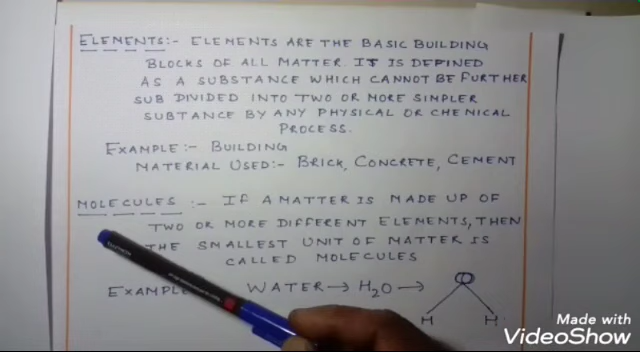 ELEMENTS:- ELEMENTS ARE THE BASIC BUILDING
BLOCKS OF ALL MATTER. IT IS DEFINED
AS A SUBSTANCE WHICH CANNOT BE FURTHER
SUB DIVIDED INTO TWO OR MORE SIMPLER
SUBTANCE BY ANY PHYSICAL OR CHEMICAL
PROCESS.
EXAMPLE:- BUILDING
MATERIAL USED:- BRICK, CONCRETE, CEMENT
MOLECULES:- IF A MATTER IS MADE UP OF
TWO OR MORE DIFFERENT ELEMENTS, THEN
THE SMALLEST UNIT OF MATTER IS
CALLED MOLECULES
EXAMPLE WATER → H₂O → O
H H
Made with
VideoShow